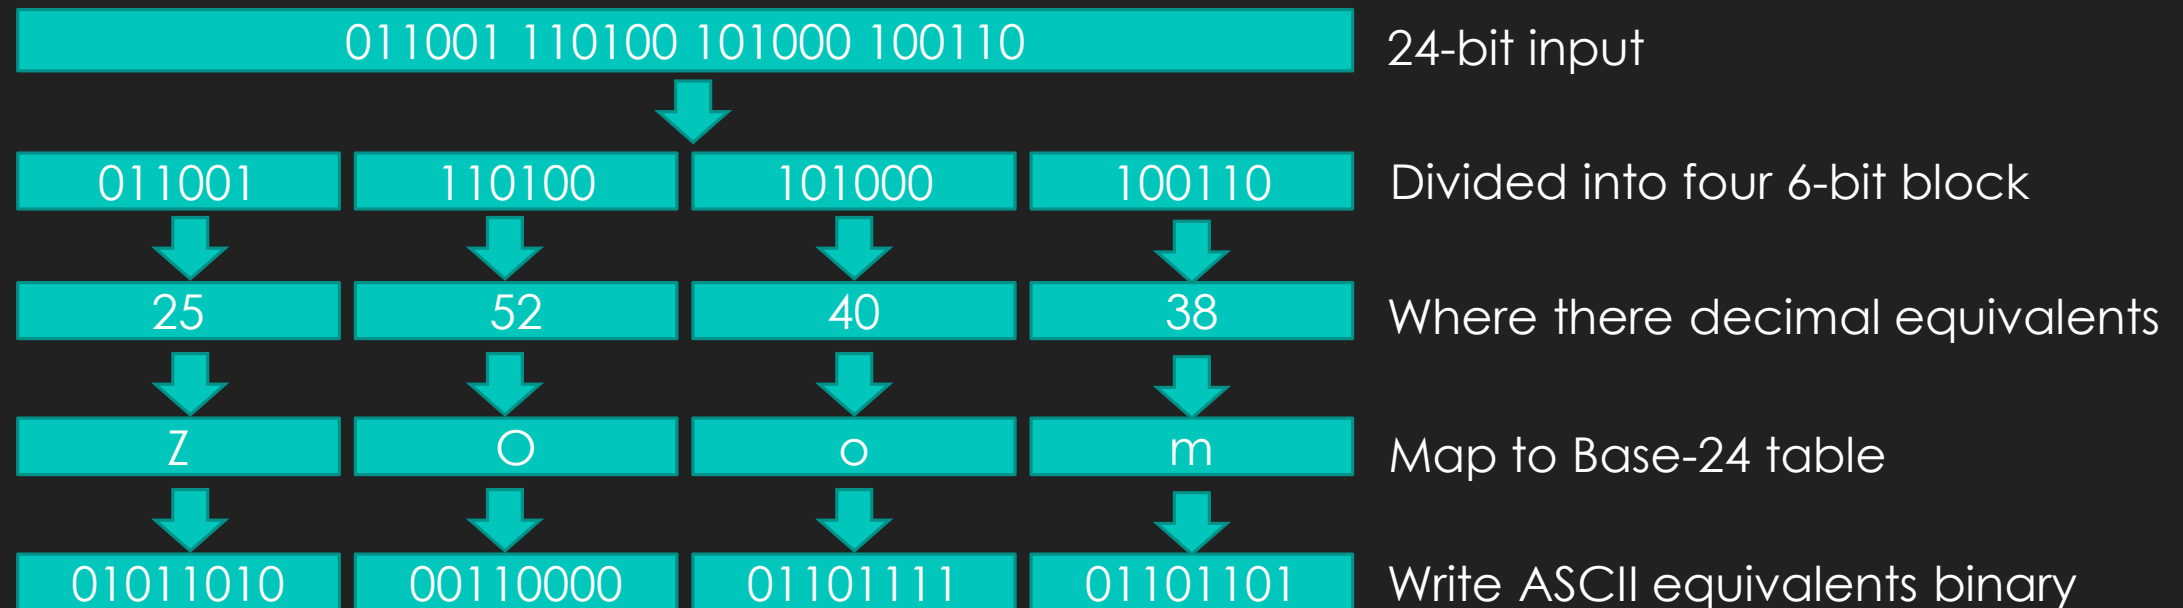 011001 110100 101000 100110 24-bit input
011001 110100 101000 100110 Divided into four 6-bit block
25 52 40 38 Where there decimal equivalents
Z O o m Map to Base-24 table
01011010 00110000 01101111 01101101 Write ASCII equivalents binary